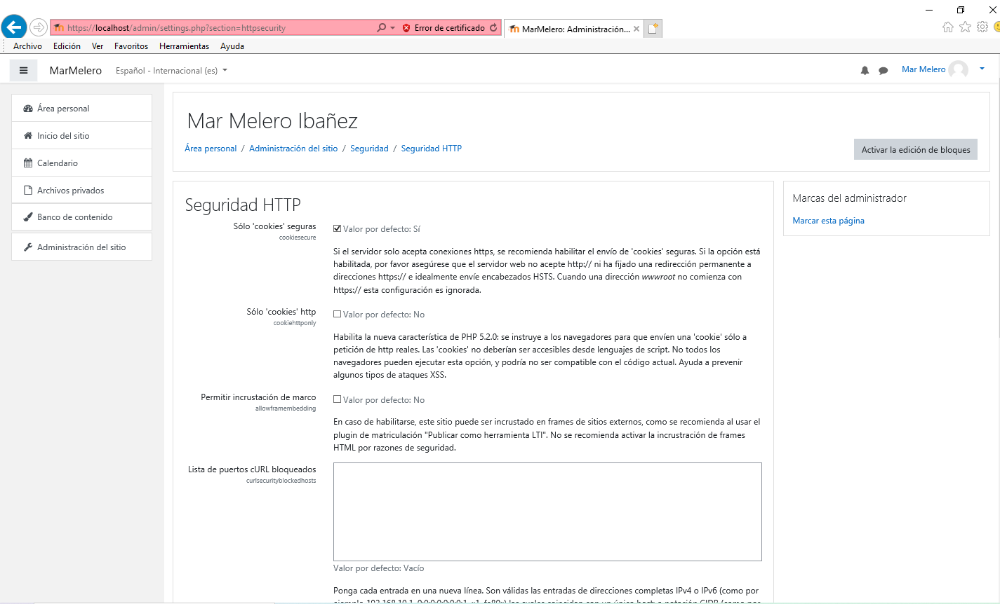 https://localhost/admin/settings.php?section=httpsecurity
Error de certificado
MarMelero: Administración...
Archivo Edición Ver Favoritos Herramientas Ayuda
MarMelero Español - Internacional (es)
Mar Melero
Área personal
Inicio del sitio
Calendario
Archivos privados
Banco de contenido
Administración del sitio
Mar Melero Ibañez
Área personal / Administración del sitio / Seguridad / Seguridad HTTP
Activar la edición de bloques
Seguridad HTTP
Sólo 'cookies' seguras
cookiesecure
Valor por defecto: Sí
Si el servidor solo acepta conexiones https, se recomienda habilitar el envío de 'cookies' seguras. Si la opción está
habilitada, por favor asegúrese que el servidor web no acepte http:// ni ha fijado una redirección permanente a
direcciones https:// e idealmente envíe encabezados HSTS. Cuando una dirección wwwroot no comienza con
https:// esta configuración es ignorada.
Sólo 'cookies' http
cookiehttponly
Valor por defecto: No
Habilita la nueva característica de PHP 5.2.0: se instruye a los navegadores para que envíen una 'cookie' sólo a
petición de http reales. Las 'cookies' no deberían ser accesibles desde lenguajes de script. No todos los
navegadores pueden ejecutar esta opción, y podría no ser compatible con el código actual. Ayuda a prevenir
algunos tipos de ataques XSS.
Permitir incrustación de marco
allowframembedding
Valor por defecto: No
En caso de habilitarse, este sitio puede ser incrustado en frames de sitios externos, como se recomienda al usar el
plugin de matriculación "Publicar como herramienta LTI". No se recomienda activar la incrustración de frames
HTML por razones de seguridad.
Lista de puertos cURL bloqueados
curlsecurityblockedhosts
Valor por defecto: Vacío
Ponga cada entrada en una nueva línea. Son válidas las entradas de direcciones completas IPv4 o IPv6 (como por
Marcas del administrador
Marcar esta página